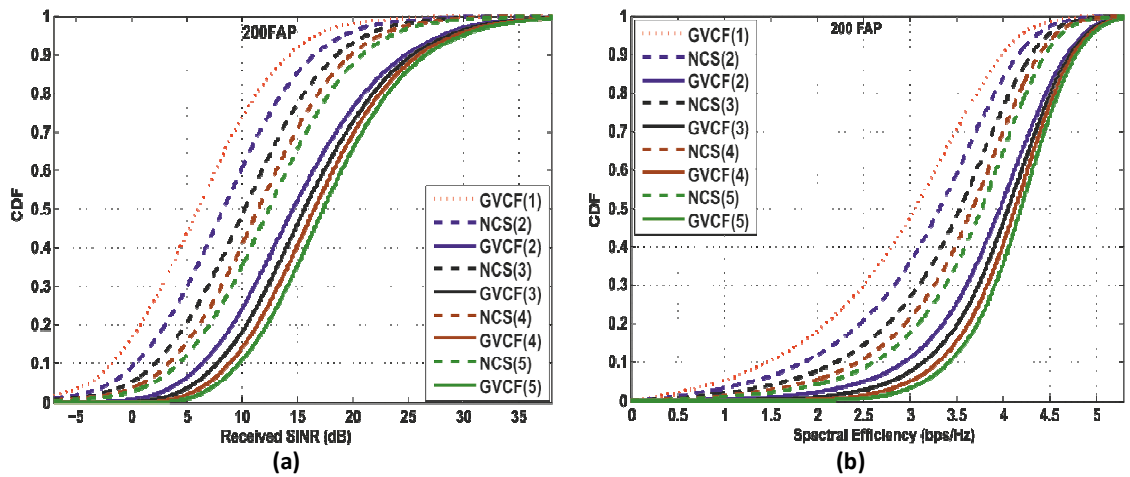 200FAP
CDF
1
0.9
0.8
0.7
0.6
0.5
0.4
0.3
0.2
0.1
0
-5
0
5
10
15
20
25
30
35
Received SINR (dB)
GVCF(1)
NCS(2)
GVCF(2)
NCS(3)
GVCF(3)
NCS(4)
GVCF(4)
NCS(5)
GVCF(5)
(a)
200 FAP
CDF
1
0.9
0.8
0.7
0.6
0.5
0.4
0.3
0.2
0.1
0
GVCF(1)
NCS(2)
GVCF(2)
NCS(3)
GVCF(3)
NCS(4)
GVCF(4)
NCS(5)
GVCF(5)
0
0.5
1
1.5
2
2.5
3
3.5
4
4.5
5
Spectral Efficiency (bps/Hz)
(b)